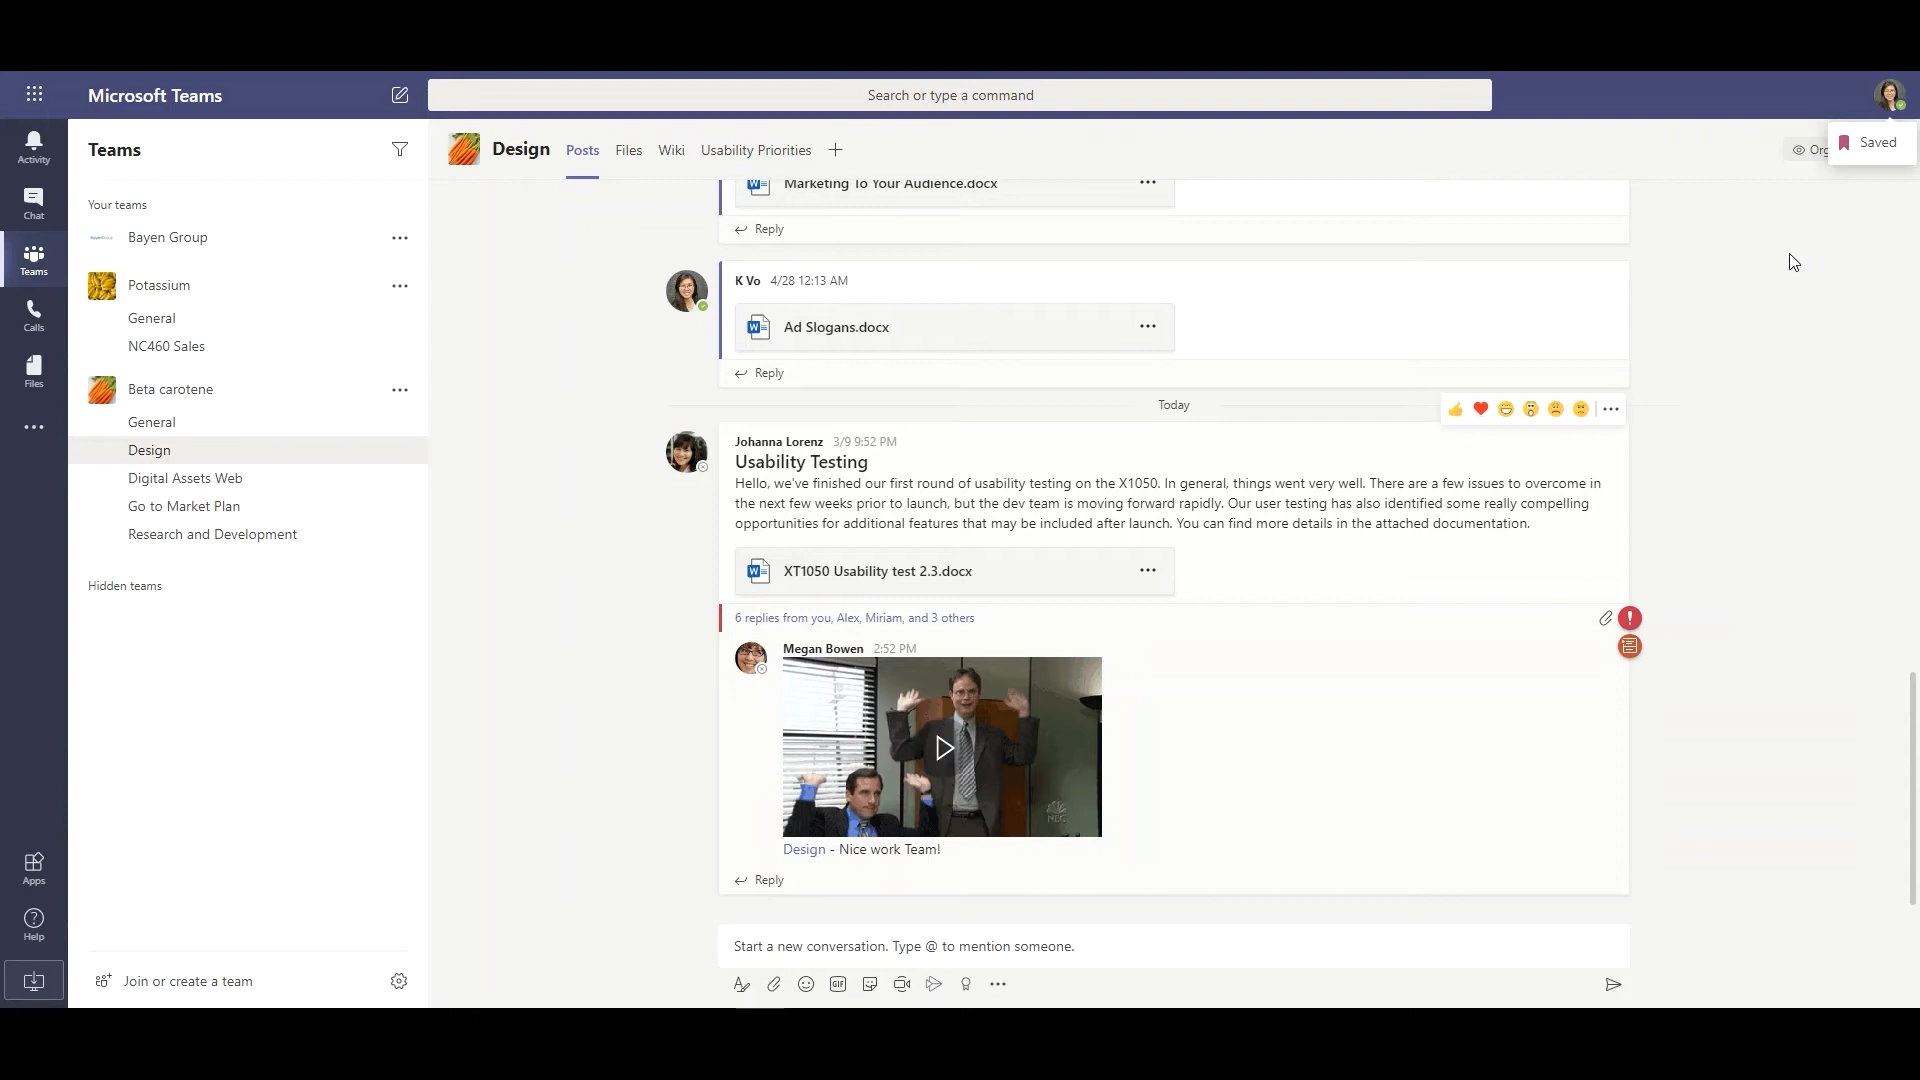 Microsoft Teams
Search or type a command
Activity
Chat
Teams
Calls
Files
Apps
Help
Teams
Your teams
Bayen Group
Potassium
General
NC460 Sales
Beta carotene
General
Design
Digital Assets Web
Go to Market Plan
Research and Development
Hidden teams
Join or create a team
Design Posts Files Wiki Usability Priorities
Org
Saved
Marketing To Your Audience.docx
Reply
K Vo 4/28 12:13 AM
Ad Slogans.docx
Reply
Today
Johanna Lorenz 3/9 9:52 PM
Usability Testing
Hello, we've finished our first round of usability testing on the X1050. In general, things went very well. There are a few issues to overcome in
the next few weeks prior to launch, but the dev team is moving forward rapidly. Our user testing has also identified some really compelling
opportunities for additional features that may be included after launch. You can find more details in the attached documentation.
XT1050 Usability test 2.3.docx
6 replies from you, Alex, Miriam, and 3 others
Megan Bowen 2:52 PM
NBC
Design - Nice work Team!
Reply
Start a new conversation. Type @ to mention someone.
GIF